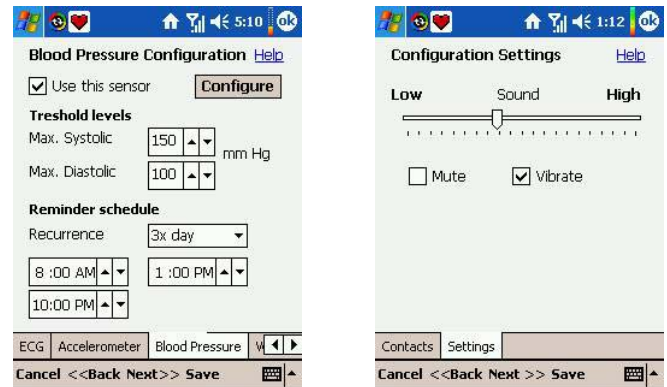 5:10 ok
Blood Pressure Configuration Help
Use this sensor Configure
Treshold levels
Max. Systolic 150
mm Hg
Max. Diastolic 100
Reminder schedule
Recurrence 3x day
8 :00 AM 1 :00 PM
10:00 PM
ECG Accelerometer Blood Pressure
Cancel <<Back Next>> Save
1:12 ok
Configuration Settings Help
Low Sound High
Mute Vibrate
Contacts Settings
Cancel <<Back Next >> Save